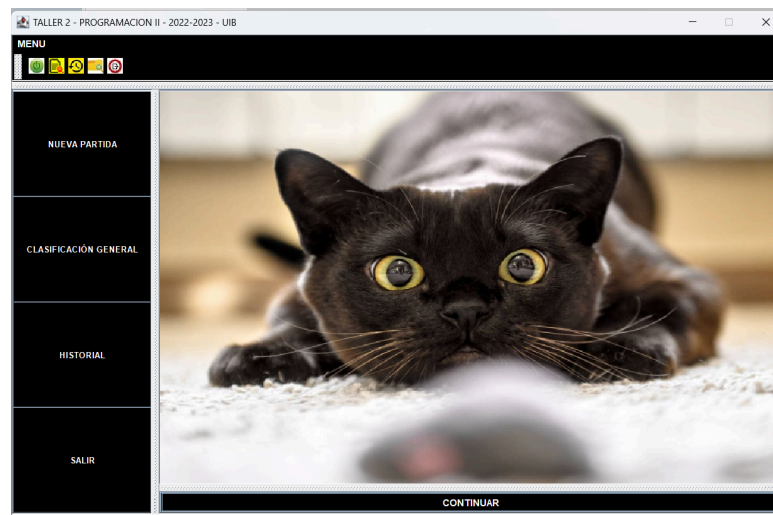 TALLER 2 - PROGRAMACION II - 2022-2023 - UIB
MENU
NUEVA PARTIDA
CLASIFICACIÓN GENERAL
HISTORIAL
SALIR
CONTINUAR